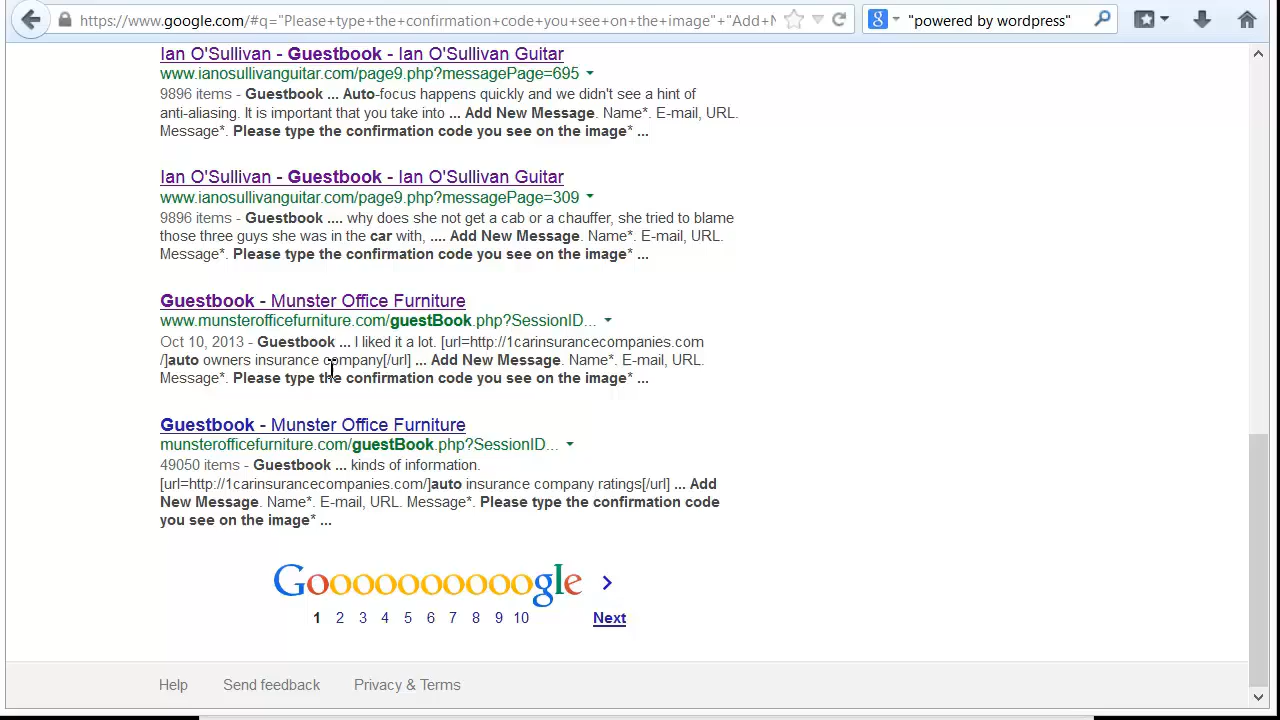 https://www.google.com/#q="Please+type+the+confirmation+code+you+see+on+the+image"+"Add+N
"powered by wordpress"
Ian O'Sullivan - Guestbook - Ian O'Sullivan Guitar
www.ianosullivanguitar.com/page9.php?messagePage=695
9896 items - Guestbook ... Auto-focus happens quickly and we didn't see a hint of
anti-aliasing. It is important that you take into ... Add New Message. Name*. E-mail, URL.
Message*. Please type the confirmation code you see on the image* ...
Ian O'Sullivan - Guestbook - Ian O'Sullivan Guitar
www.ianosullivanguitar.com/page9.php?messagePage=309
9896 items - Guestbook .... why does she not get a cab or a chauffer, she tried to blame
those three guys she was in the car with, .... Add New Message. Name*. E-mail, URL.
Message*. Please type the confirmation code you see on the image* ...
Guestbook - Munster Office Furniture
www.munsterofficefurniture.com/guestBook.php?SessionID...
Oct 10, 2013 - Guestbook ... I liked it a lot. [url=http://1carinsurancecompanies.com
/]auto owners insurance company[/url] ... Add New Message. Name*. E-mail, URL.
Message*. Please type the confirmation code you see on the image* ...
Guestbook - Munster Office Furniture
munsterofficefurniture.com/guestBook.php?SessionID...
49050 items - Guestbook ... kinds of information.
[url=http://1carinsurancecompanies.com/]auto insurance company ratings[/url] ... Add
New Message. Name*. E-mail, URL. Message*. Please type the confirmation code
you see on the image* ...
Goooooooooogle >
1 2 3 4 5 6 7 8 9 10 Next
Help Send feedback Privacy & Terms